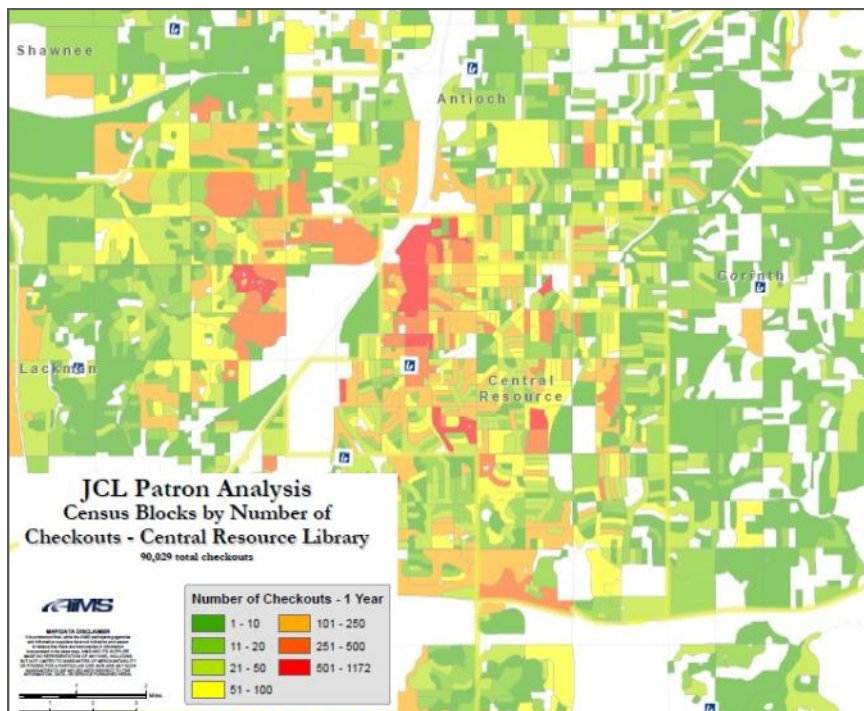 Shawnee
Antioch
Corinth
Lackman
Central
Resource
JCL Patron Analysis
Census Blocks by Number of
Checkouts - Central Resource Library
90,029 total checkouts
AIMS
MAP/DATA DISCLAIMER
Number of Checkouts - 1 Year
1 - 10
11 - 20
21 - 50
51 - 100
101 - 250
251 - 500
501 - 1172
Miles